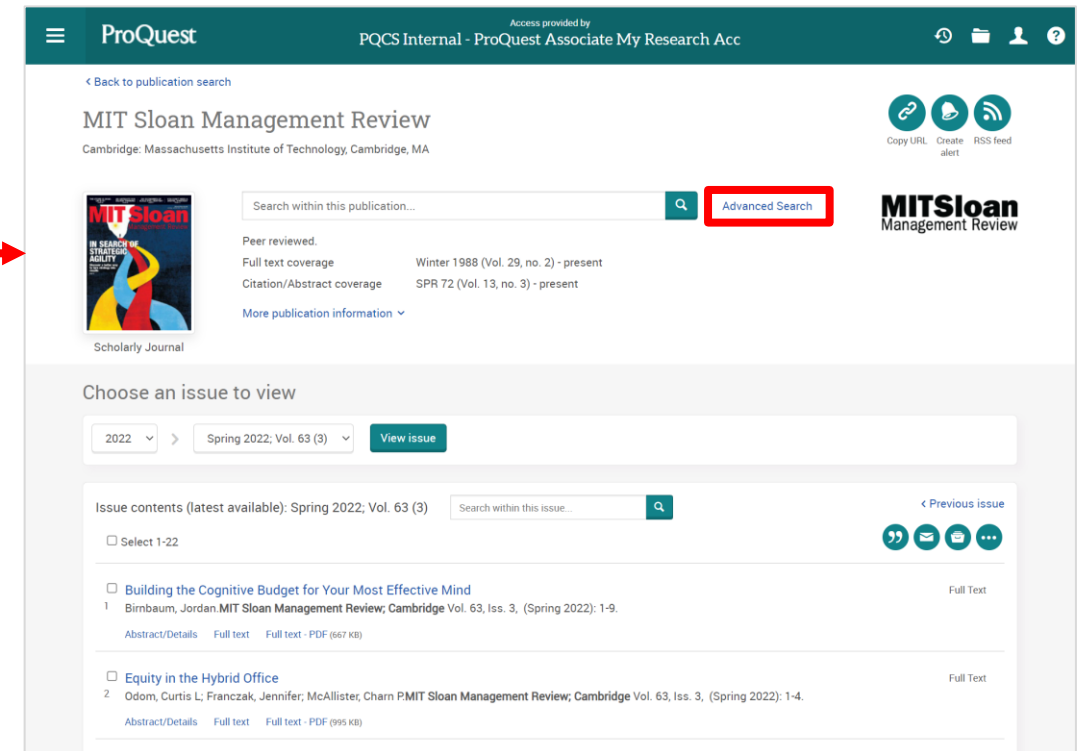 ProQuest
Access provided by
PQCS Internal - ProQuest Associate My Research Acc
?
< Back to publication search
MIT Sloan Management Review
Cambridge: Massachusetts Institute of Technology, Cambridge, MA
Copy URL Create alert RSS feed
Search within this publication... Advanced Search
MITSloan
Management Review
MIT Sloan
Management Review
IN SEARCH OF
STRATEGIC
AGILITY
Peer reviewed.
Full text coverage Winter 1988 (Vol. 29, no. 2) - present
Citation/Abstract coverage SPR 72 (Vol. 13, no. 3) - present
More publication information
Scholarly Journal
Choose an issue to view
2022 > Spring 2022; Vol. 63 (3) View issue
Issue contents (latest available): Spring 2022; Vol. 63 (3) Search within this issue... < Previous issue
Select 1-22
Building the Cognitive Budget for Your Most Effective Mind Full Text
1 Birnbaum, Jordan.MIT Sloan Management Review; Cambridge Vol. 63, Iss. 3, (Spring 2022): 1-9.
Abstract/Details Full text Full text - PDF (667 KB)
Equity in the Hybrid Office Full Text
2 Odom, Curtis L; Franczak, Jennifer; McAllister, Charn P.MIT Sloan Management Review; Cambridge Vol. 63, Iss. 3, (Spring 2022): 1-4.
Abstract/Details Full text Full text - PDF (995 KB)